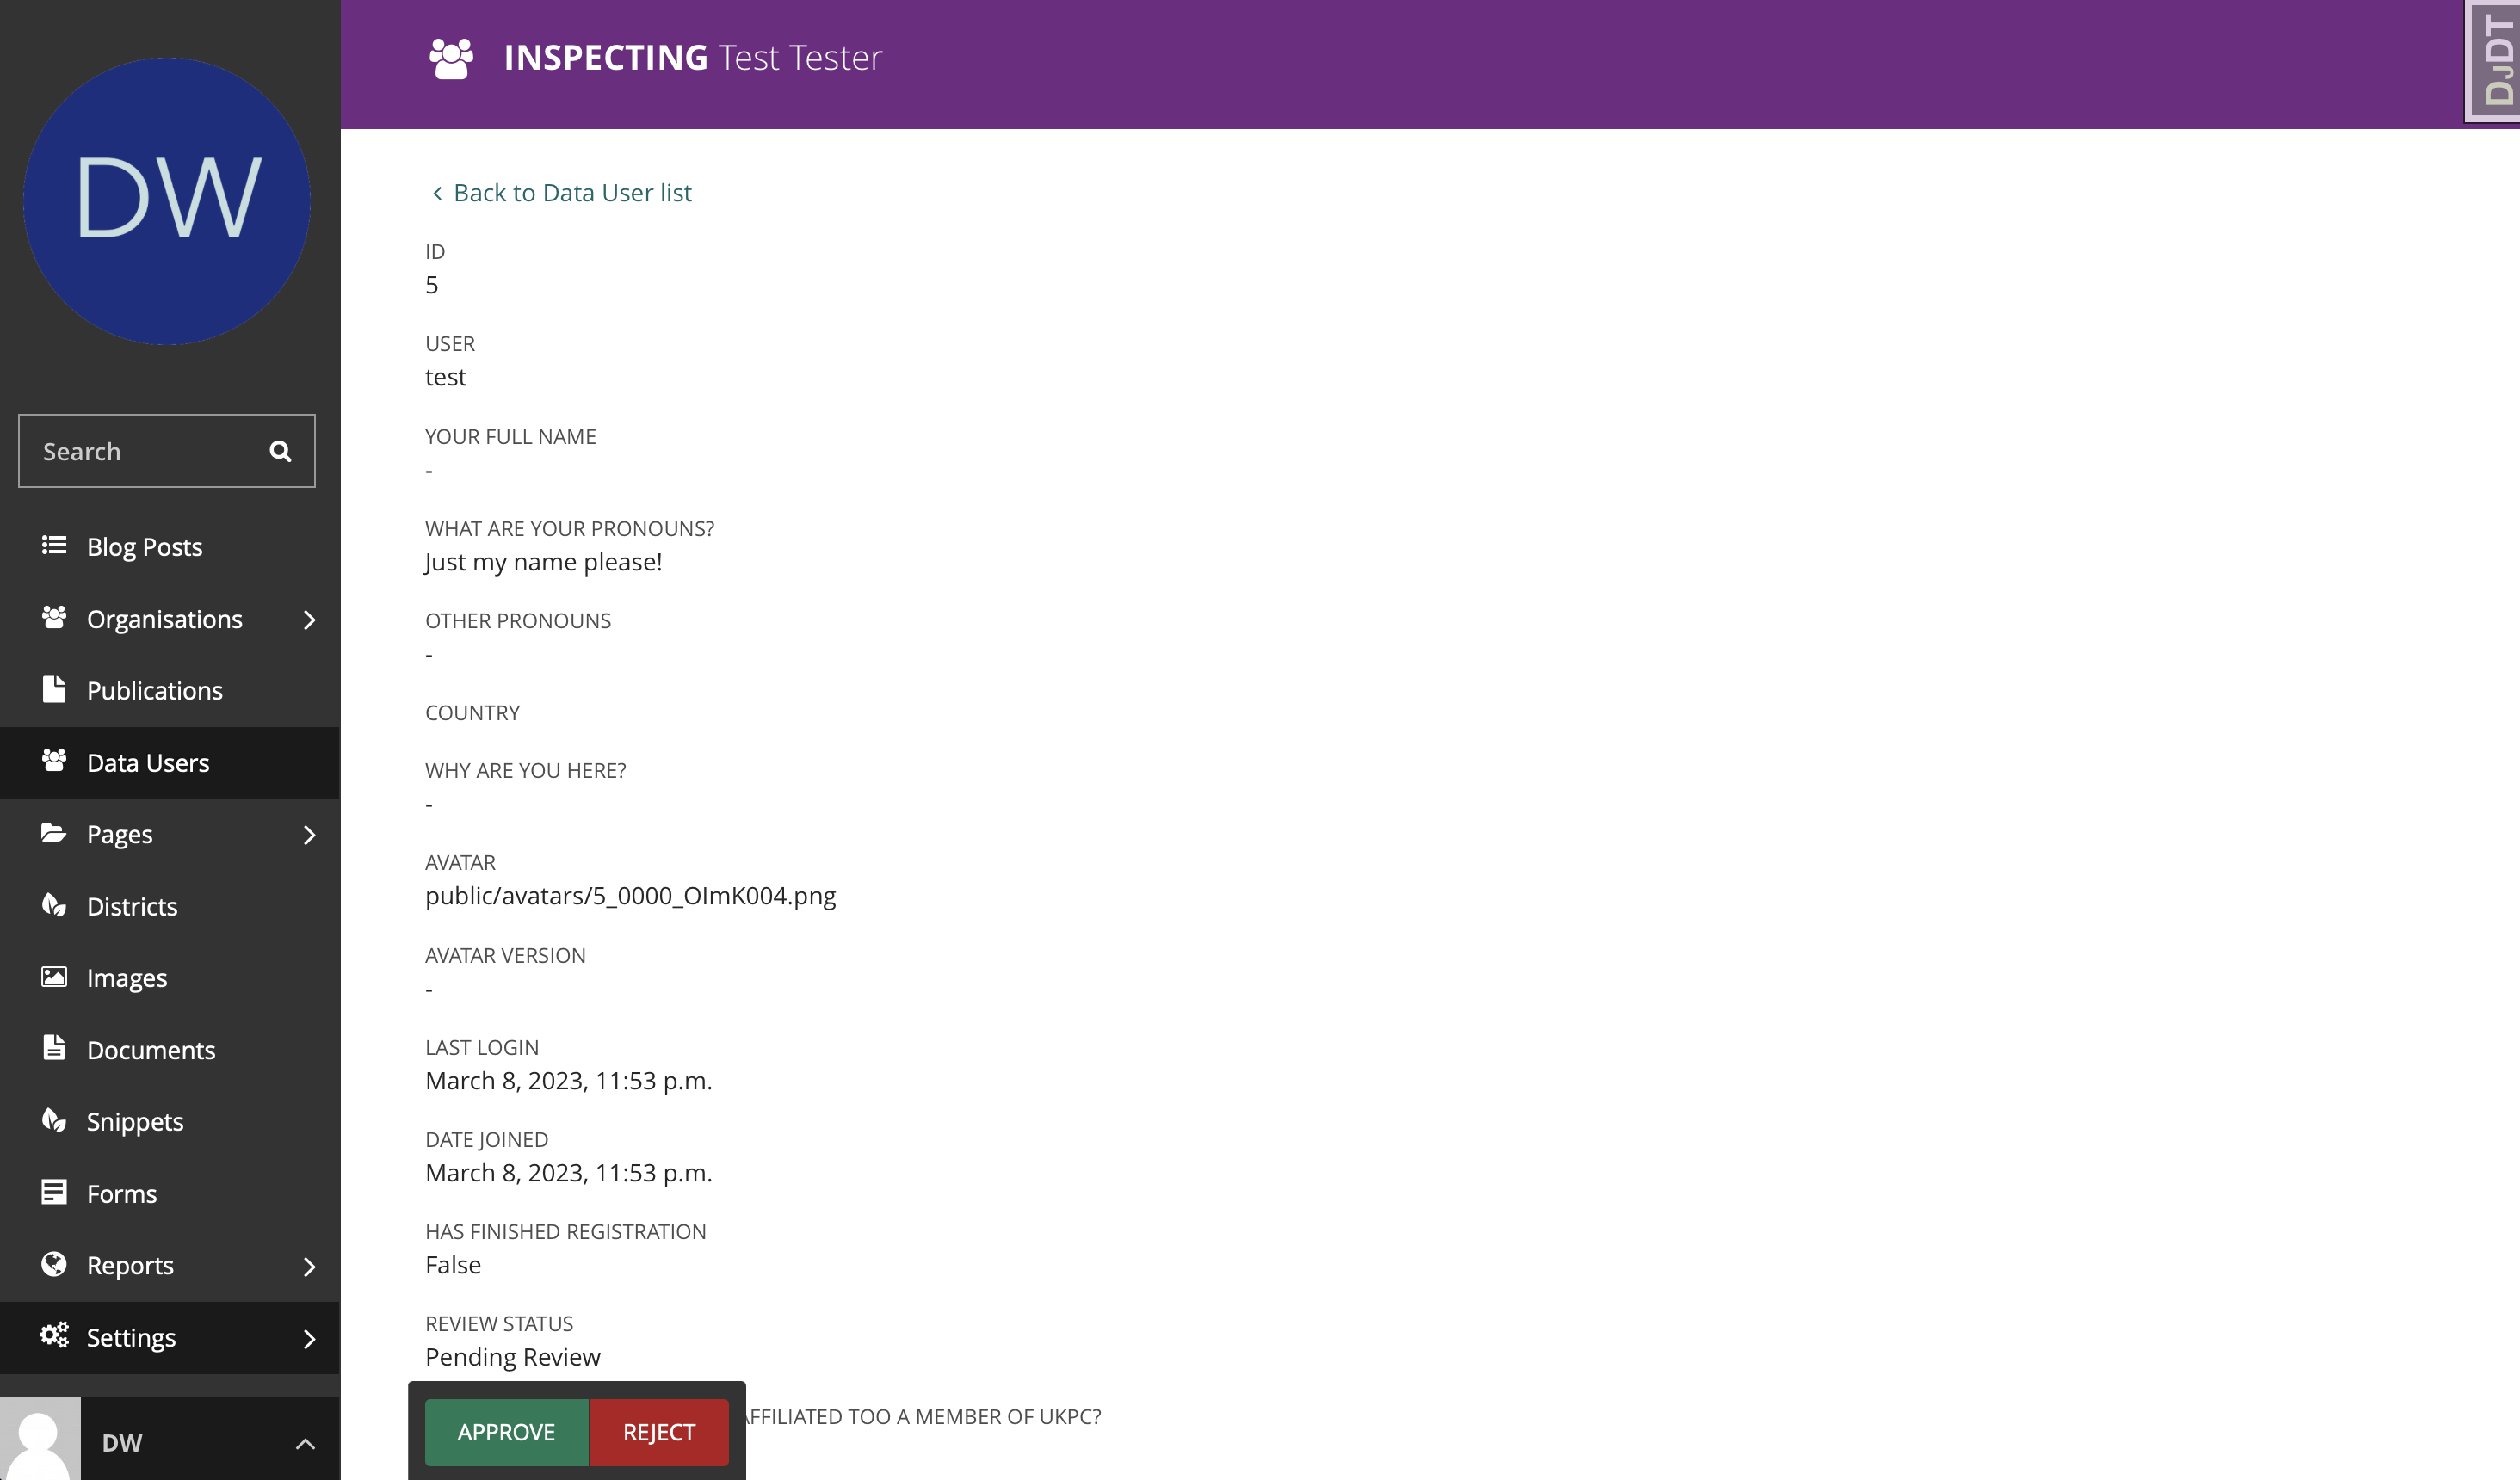 DW
Search
Blog Posts
Organisations
Publications
Data Users
Pages
Districts
Images
Documents
Snippets
Forms
Reports
Settings
DW
INSPECTING Test Tester
DJDT
Back to Data User list
ID
5
USER
test
YOUR FULL NAME
-
WHAT ARE YOUR PRONOUNS?
Just my name please!
OTHER PRONOUNS
-
COUNTRY
WHY ARE YOU HERE?
-
AVATAR
public/avatars/5_0000_OImK004.png
AVATAR VERSION
-
LAST LOGIN
March 8, 2023, 11:53 p.m.
DATE JOINED
March 8, 2023, 11:53 p.m.
HAS FINISHED REGISTRATION
False
REVIEW STATUS
Pending Review
AFFILIATED TOO A MEMBER OF UKPC?
APPROVE
REJECT